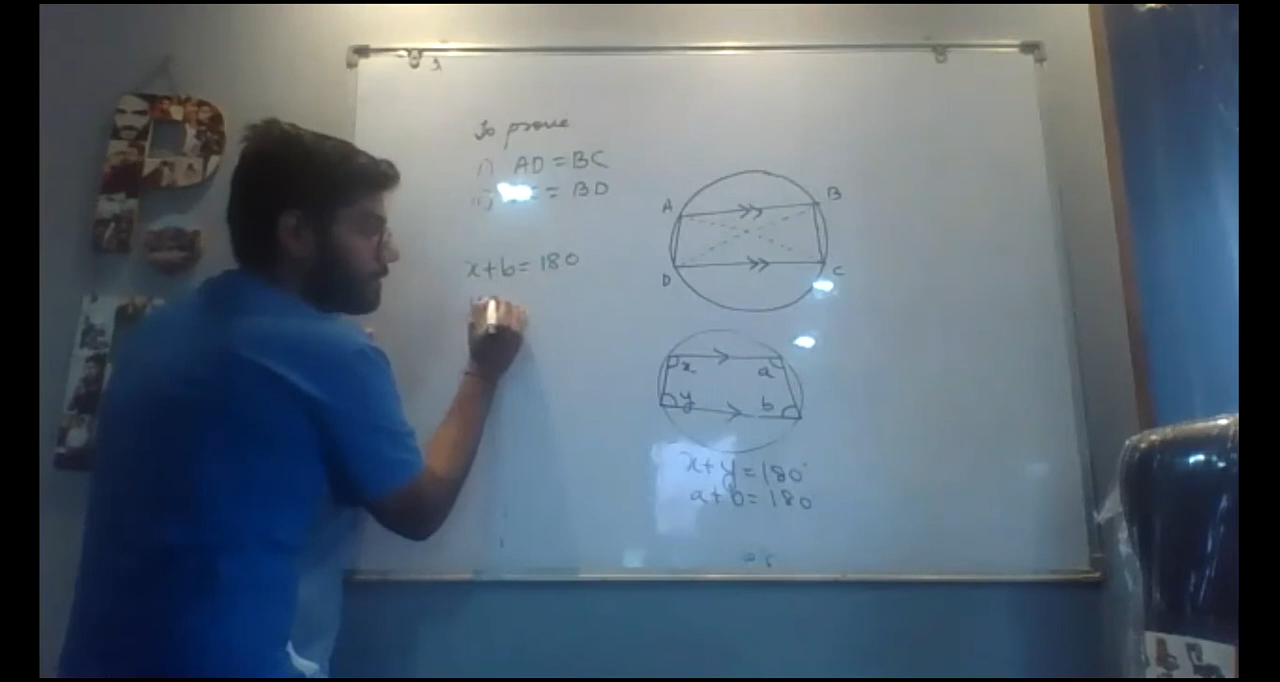 To prove
i) AD = BC
ii) = BD
x+b=180
A
B
D
C
x
a
y
b
x+y=180°
a+b=180